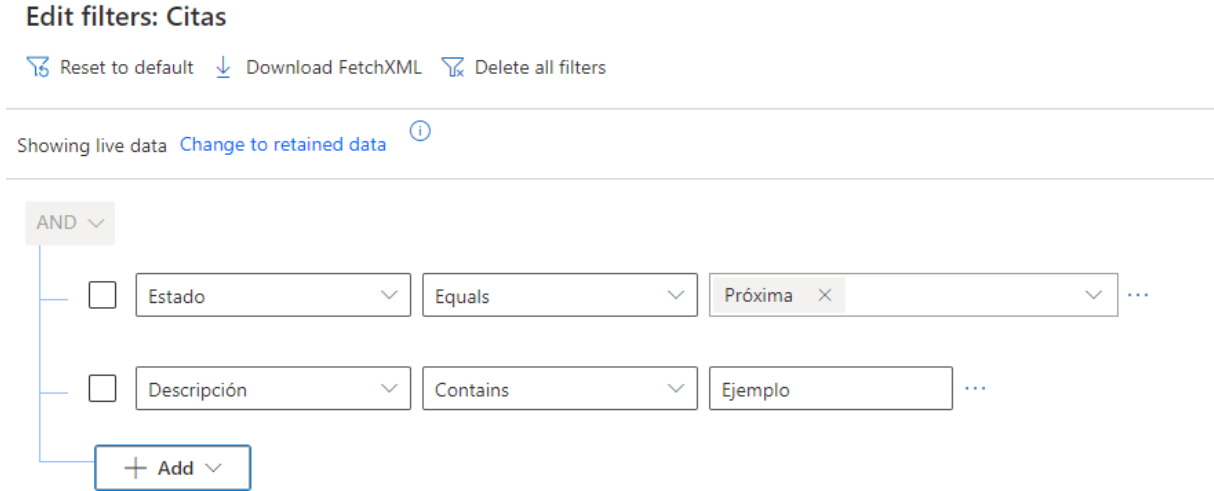 Edit filters: Citas
Reset to default Download FetchXML Delete all filters
Showing live data Change to retained data
AND
Estado Equals Próxima
Descripción Contains Ejemplo
Add